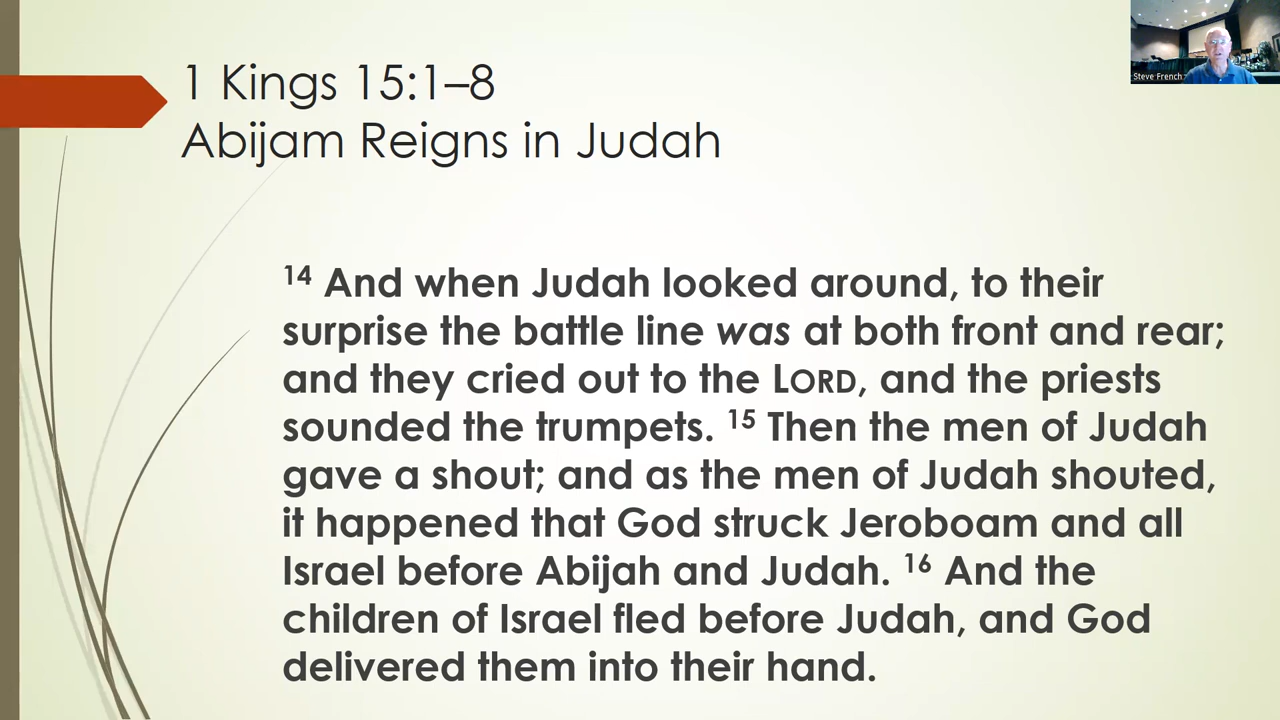 1 Kings 15:1–8
Abijam Reigns in Judah
Steve French
14 And when Judah looked around, to their
surprise the battle line was at both front and rear;
and they cried out to the LORD, and the priests
sounded the trumpets. 15 Then the men of Judah
gave a shout; and as the men of Judah shouted,
it happened that God struck Jeroboam and all
Israel before Abijah and Judah. 16 And the
children of Israel fled before Judah, and God
delivered them into their hand.